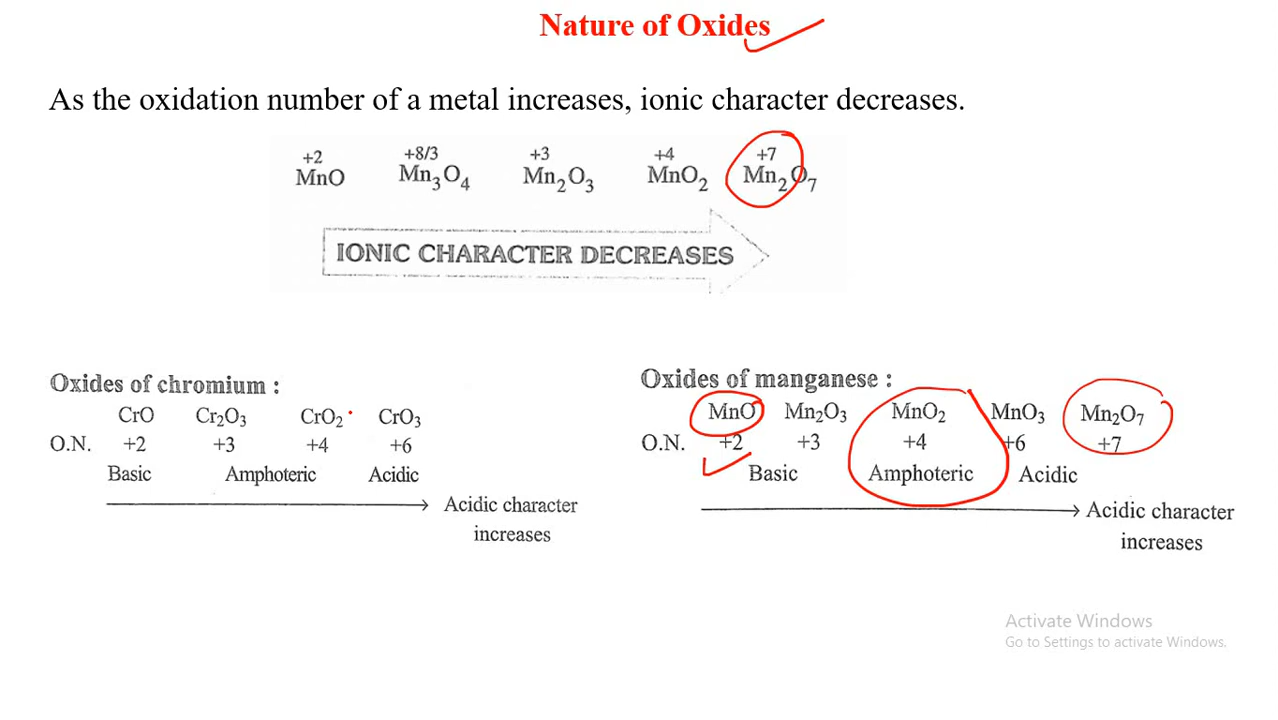 Nature of Oxides
As the oxidation number of a metal increases, ionic character decreases.
+2 +8/3 +3 +4 +7
MnO Mn₃O₄ Mn₂O₃ MnO₂ Mn₂O₇
IONIC CHARACTER DECREASES
Oxides of chromium :
CrO Cr₂O₃ CrO₂ CrO₃
O.N. +2 +3 +4 +6
Basic Amphoteric Acidic
Acidic character
increases
Oxides of manganese :
MnO Mn₂O₃ MnO₂ MnO₃ Mn₂O₇
O.N. +2 +3 +4 +6 +7
Basic Amphoteric Acidic
Acidic character
increases
Activate Windows
Go to Settings to activate Windows.